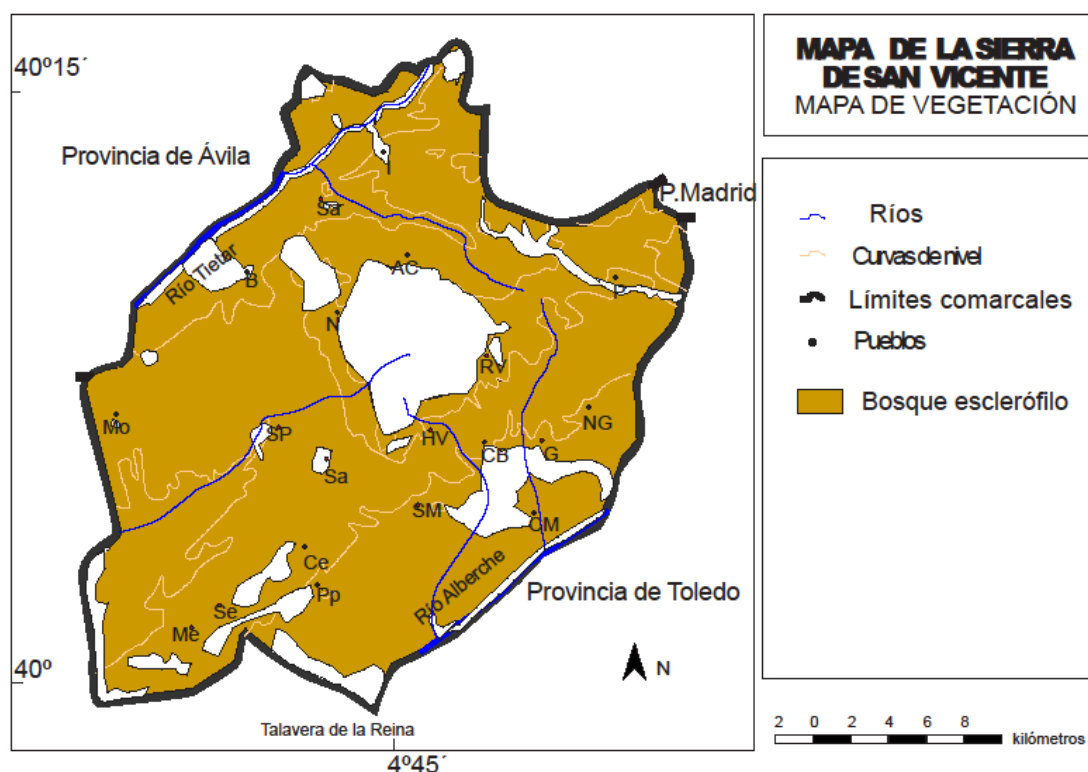 MAPA DE LA SIERRA
DE SAN VICENTE
MAPA DE VEGETACIÓN
Ríos
Curvas de nivel
Límites comarcales
Pueblos
Bosque esclerófilo
2 0 2 4 6 8 kilómetros
40º15´
Provincia de Ávila
P.Madrid
I
Sa
Río Tietar
B
AC
P
N
RV
Mo
SP
HV
NG
CB
G
Sa
SM
CM
Ce
Río Alberche
Provincia de Toledo
Pp
Se
Me
40º
N
Talavera de la Reina
4º45´